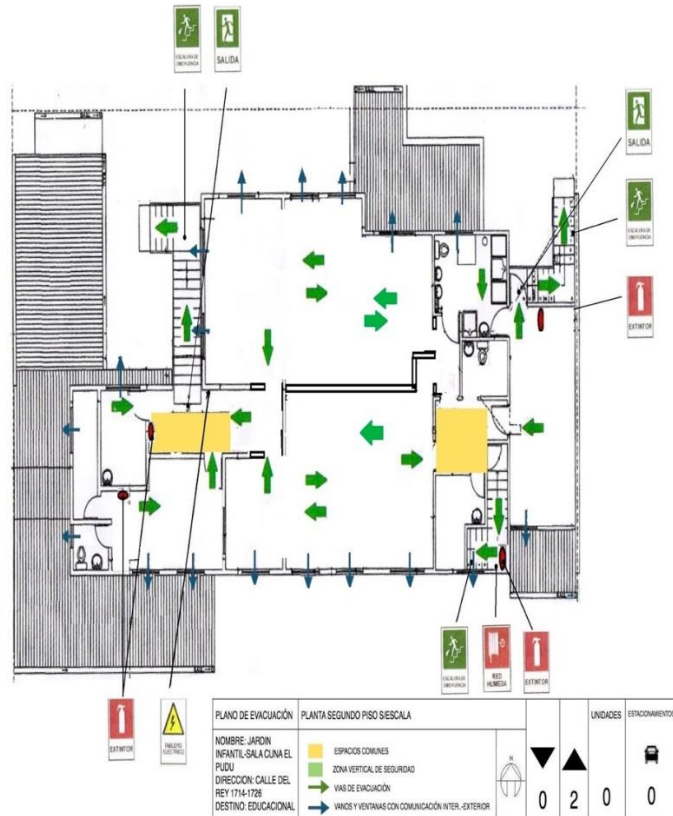 ESCALERA DE
EMERGENCIA
SALIDA
SALIDA
ESCALERA DE
EMERGENCIA
EXTINTOR
ESCALERA DE
EMERGENCIA
RED
HUMEDA
EXTINTOR
EXTINTOR
TABLERO
ELECTRICO
PLANO DE EVACUACIÓN
PLANTA SEGUNDO PISO S/ESCALA
UNIDADES
ESTACIONAMIENTOS
NOMBRE: JARDIN
INFANTIL-SALA CUNA EL
PUDU
DIRECCION: CALLE DEL
REY 1714-1726
DESTINO: EDUCACIONAL
ESPACIOS COMUNES
ZONA VERTICAL DE SEGURIDAD
VIAS DE EVACUACIÓN
VANOS Y VENTANAS CON COMUNICACIÓN INTER.-EXTERIOR
N
0
2
0
0